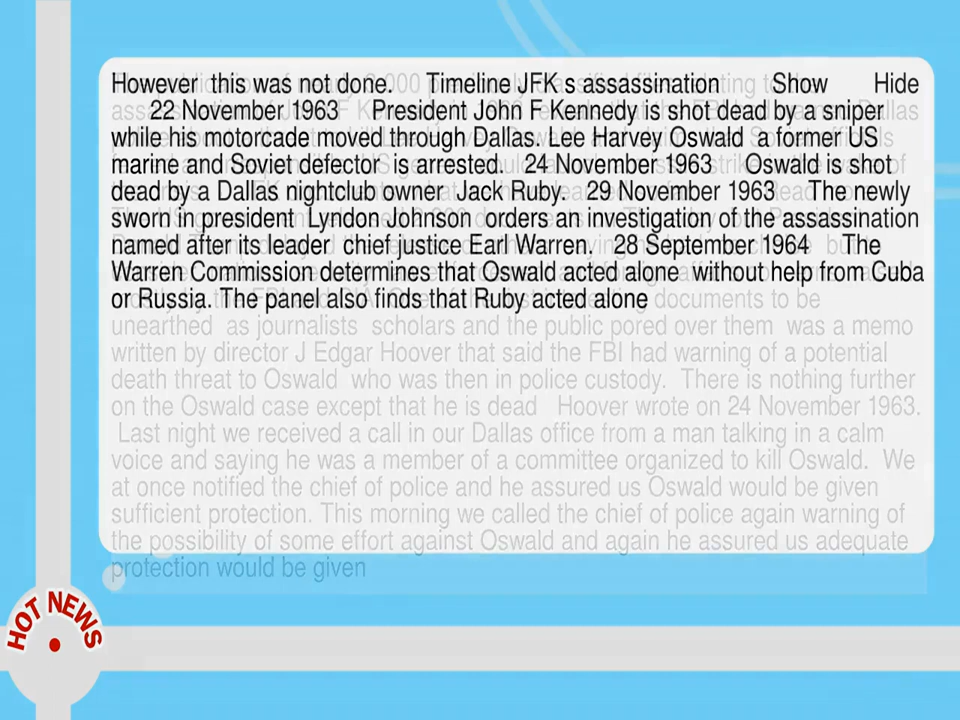 However this was not done. Timeline JFK s assassination Show Hide
22 November 1963 President John F Kennedy is shot dead by a sniper
while his motorcade moved through Dallas. Lee Harvey Oswald a former US
marine and Soviet defector is arrested. 24 November 1963 Oswald is shot
dead by a Dallas nightclub owner Jack Ruby. 29 November 1963 The newly
sworn in president Lyndon Johnson orders an investigation of the assassination
named after its leader chief justice Earl Warren. 28 September 1964 The
Warren Commission determines that Oswald acted alone without help from Cuba
or Russia. The panel also finds that Ruby acted alone
documents to be
unearthed as journalists scholars and the public pored over them was a memo
written by director J Edgar Hoover that said the FBI had warning of a potential
death threat to Oswald who was then in police custody. There is nothing further
on the Oswald case except that he is dead Hoover wrote on 24 November 1963.
Last night we received a call in our Dallas office from a man talking in a calm
voice and saying he was a member of a committee organized to kill Oswald. We
at once notified the chief of police and he assured us Oswald would be given
sufficient protection. This morning we called the chief of police again warning of
the possibility of some effort against Oswald and again he assured us adequate
protection would be given
HOT NEWS